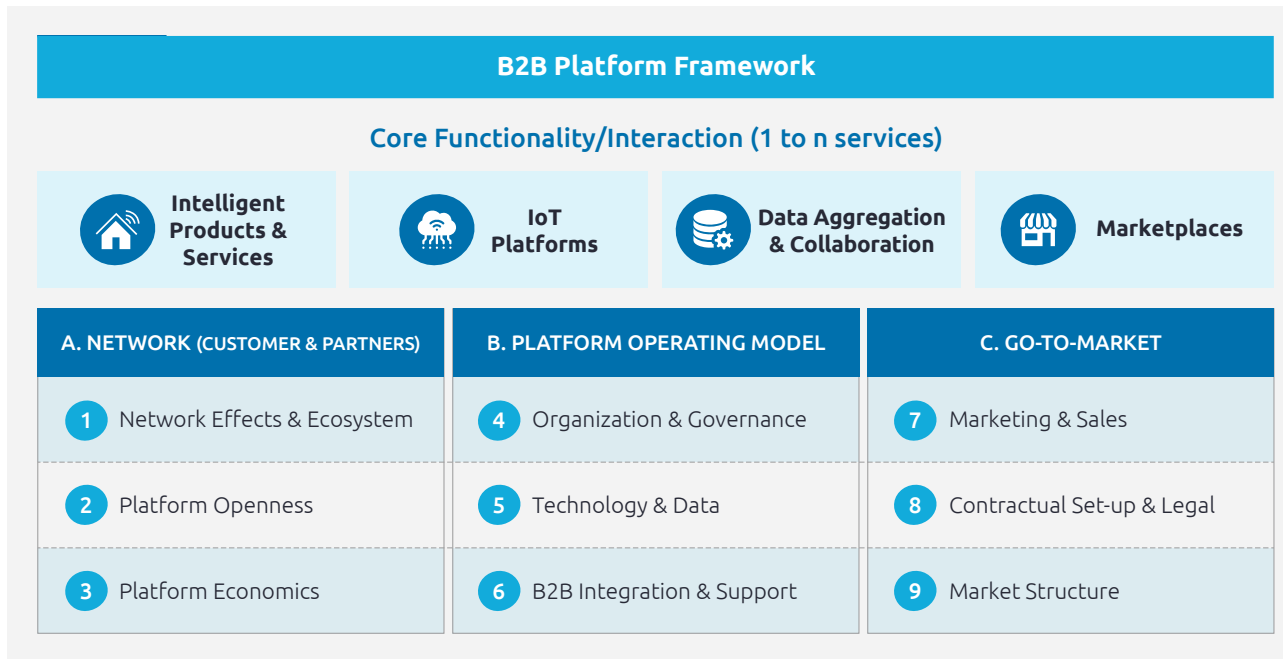 B2B Platform Framework
Core Functionality/Interaction (1 to n services)
Intelligent
Products &
Services
IoT
Platforms
Data Aggregation
& Collaboration
Marketplaces
A. NETWORK (CUSTOMER & PARTNERS)
1 Network Effects & Ecosystem
2 Platform Openness
3 Platform Economics
B. PLATFORM OPERATING MODEL
4 Organization & Governance
5 Technology & Data
6 B2B Integration & Support
C. GO-TO-MARKET
7 Marketing & Sales
8 Contractual Set-up & Legal
9 Market Structure